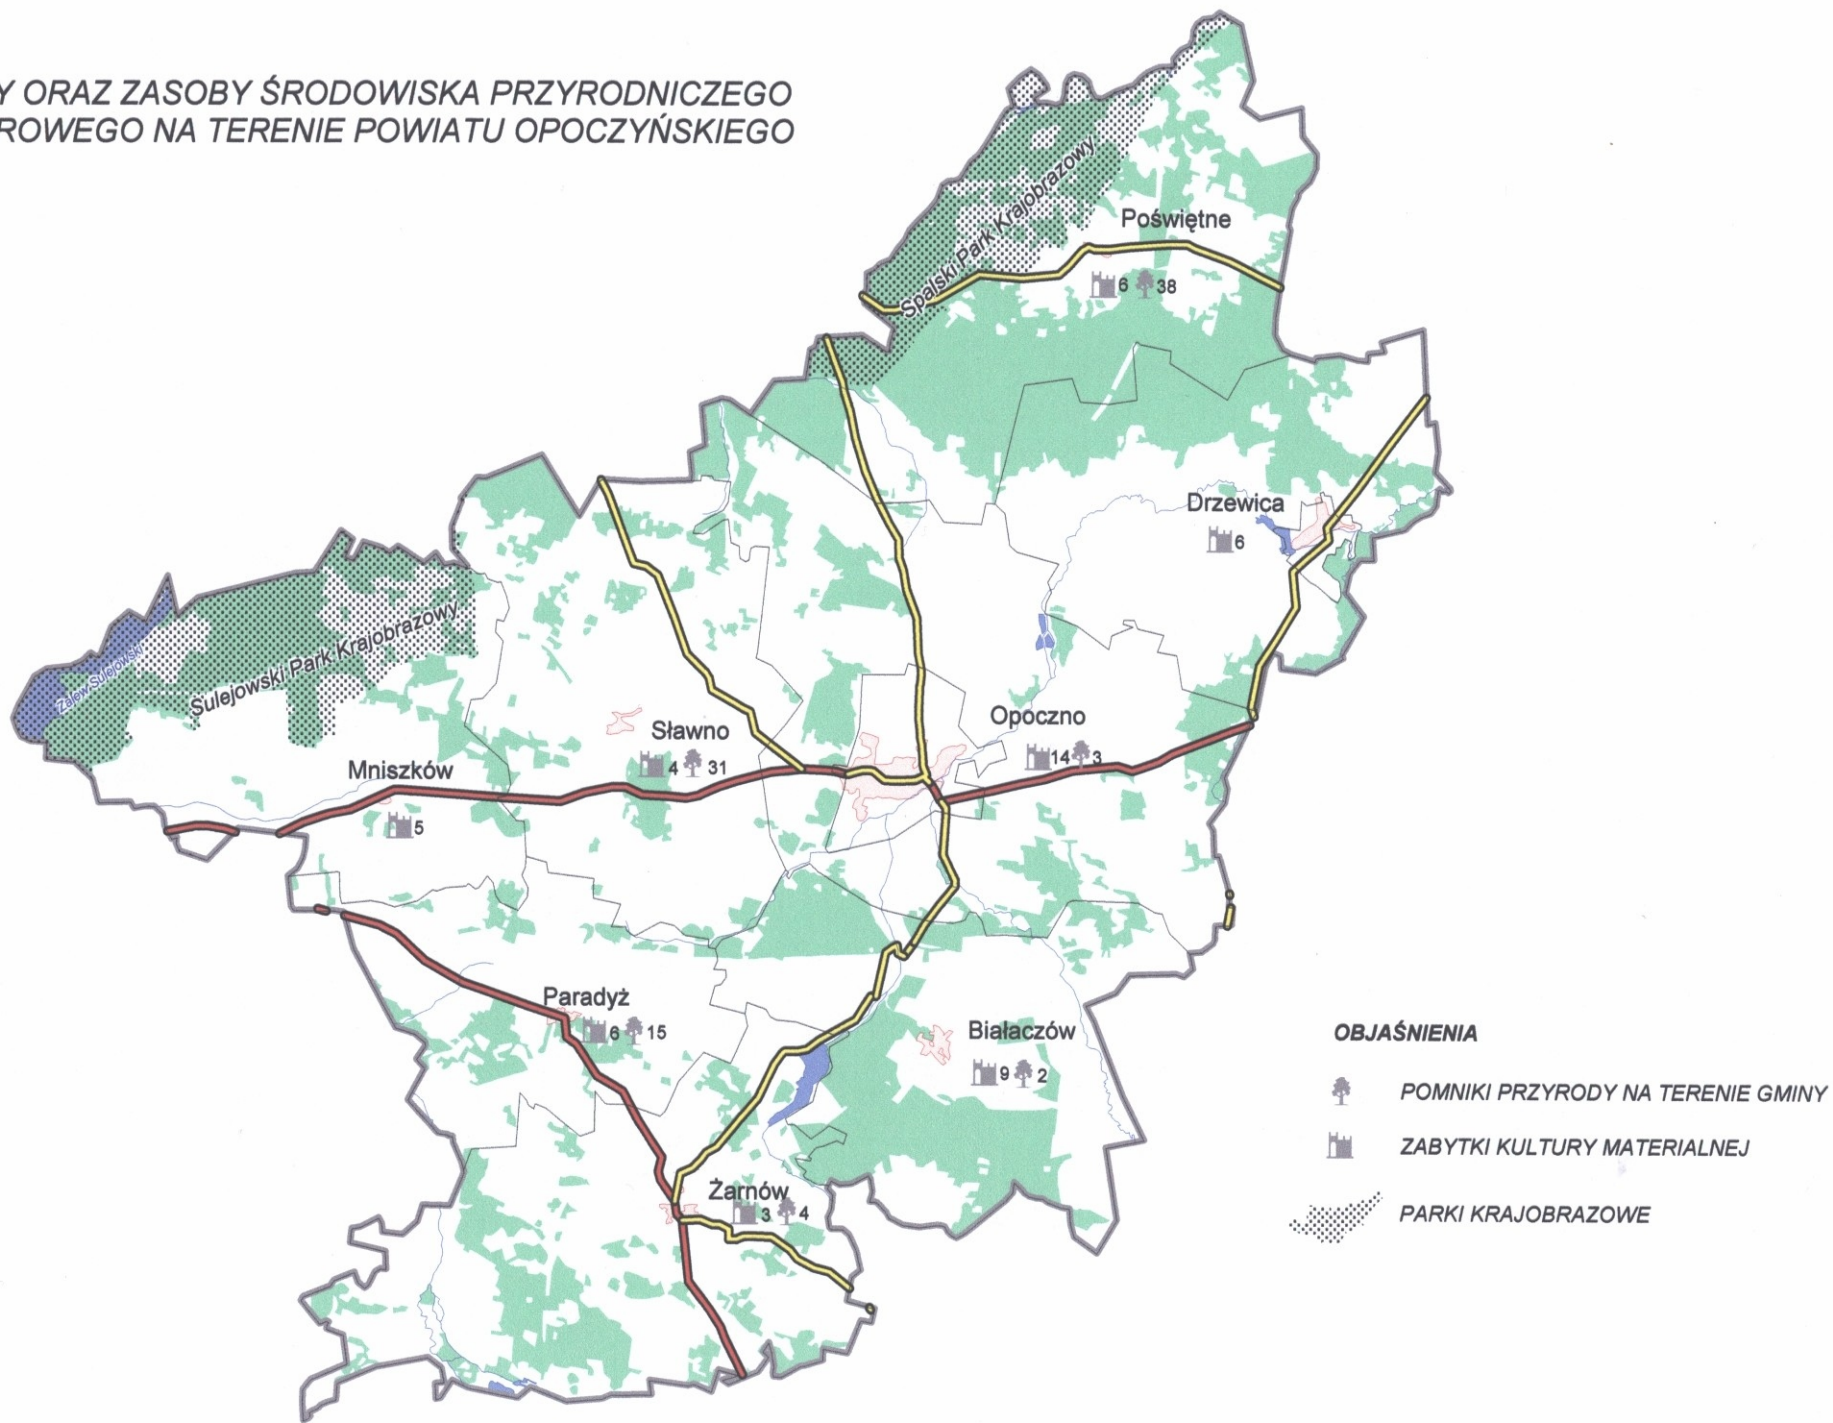 Y ORAZ ZASOBY ŚRODOWISKA PRZYRODNICZEGO
ROWEGO NA TERENIE POWIATU OPOCZYŃSKIEGO
Spalski Park Krajobrazowy
Poświętne
6 38
Drzewica
6
Zalew Sulejowski
Sulejowski Park Krajobrazowy
Sławno
4 31
Opoczno
14 3
Mniszków
5
Paradyż
6 15
Białaczów
9 2
Żarnów
3 4
OBJAŚNIENIA
POMNIKI PRZYRODY NA TERENIE GMINY
ZABYTKI KULTURY MATERIALNEJ
PARKI KRAJOBRAZOWE